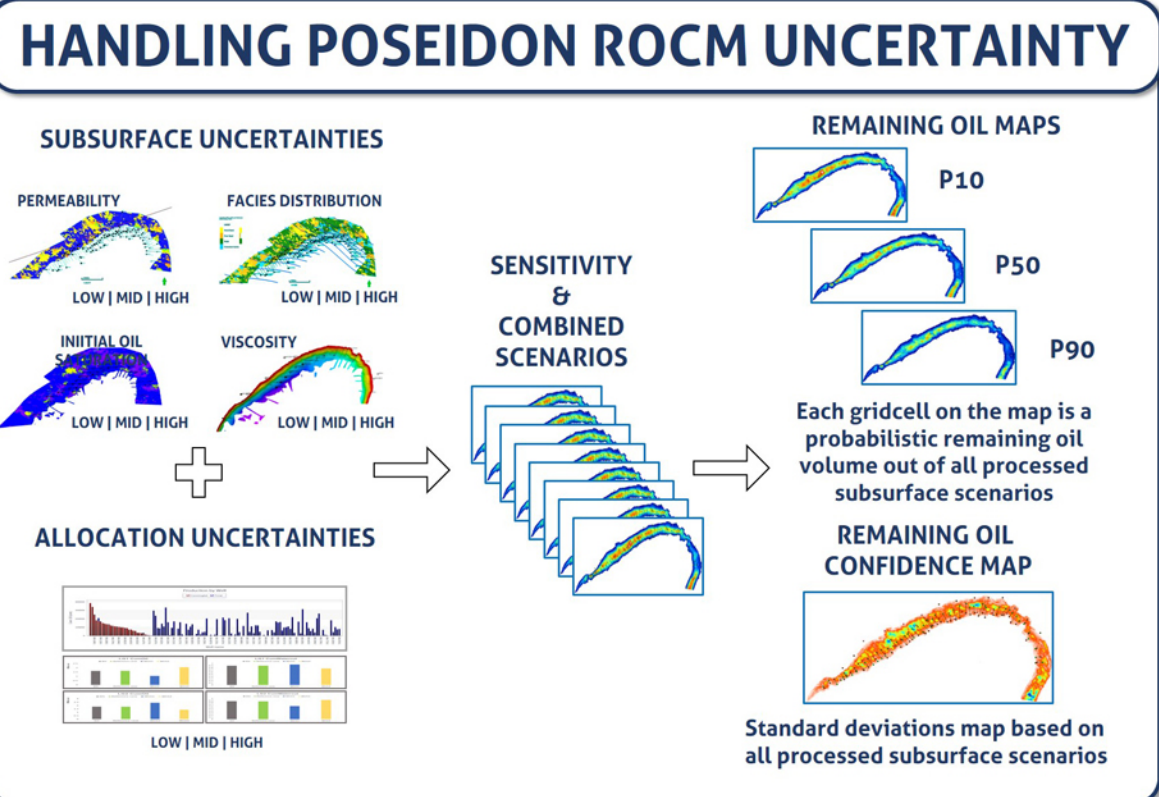 HANDLING POSEIDON ROCM UNCERTAINTY
SUBSURFACE UNCERTAINTIES
PERMEABILITY
LOW | MID | HIGH
FACIES DISTRIBUTION
LOW | MID | HIGH
INIITIAL OIL
SATURATION
LOW | MID | HIGH
VISCOSITY
LOW | MID | HIGH
ALLOCATION UNCERTAINTIES
LOW | MID | HIGH
SENSITIVITY
&
COMBINED
SCENARIOS
REMAINING OIL MAPS
P10
P50
P90
Each gridcell on the map is a
probabilistic remaining oil
volume out of all processed
subsurface scenarios
REMAINING OIL
CONFIDENCE MAP
Standard deviations map based on
all processed subsurface scenarios